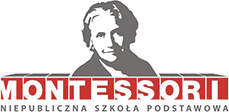 MONTESSORI
NIEPUBLICZNA SZKOŁA PODSTAWOWA